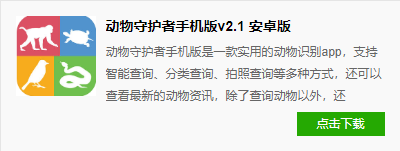 动物守护者手机版v2.1 安卓版
动物守护者手机版是一款实用的动物识别app，支持
智能查询、分类查询、拍照查询等多种方式，还可以
查看最新的动物资讯，除了查询动物以外，还
点击下载